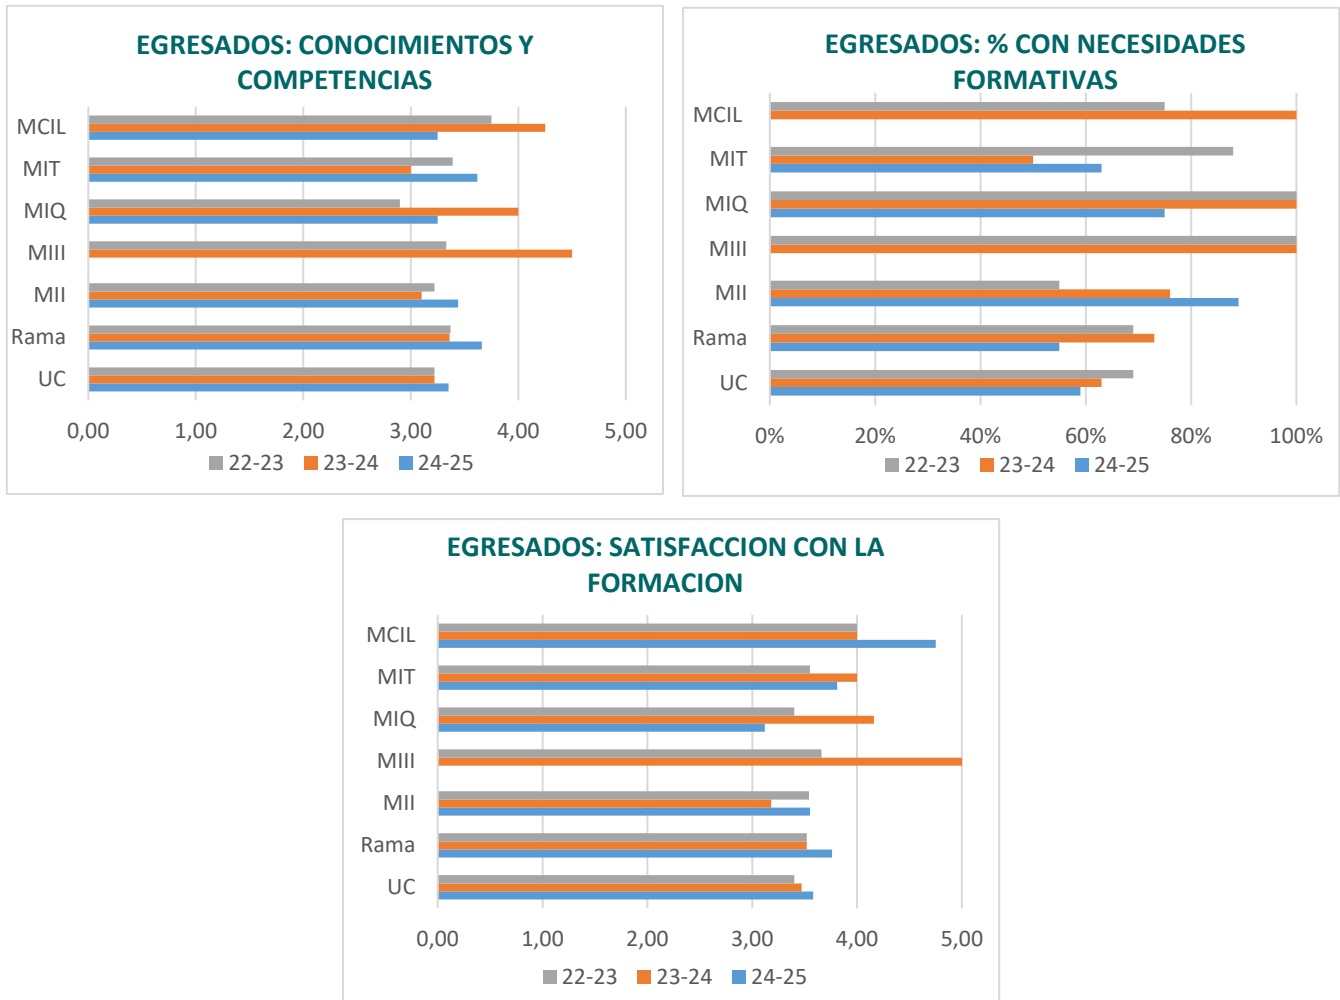 EGRESADOS: CONOCIMIENTOS Y
COMPETENCIAS
MCIL
MIT
MIQ
MIII
MII
Rama
UC
0,00 1,00 2,00 3,00 4,00 5,00
22-23 23-24 24-25
EGRESADOS: % CON NECESIDADES
FORMATIVAS
MCIL
MIT
MIQ
MIII
MII
Rama
UC
0% 20% 40% 60% 80% 100%
22-23 23-24 24-25
EGRESADOS: SATISFACCION CON LA
FORMACION
MCIL
MIT
MIQ
MIII
MII
Rama
UC
0,00 1,00 2,00 3,00 4,00 5,00
22-23 23-24 24-25